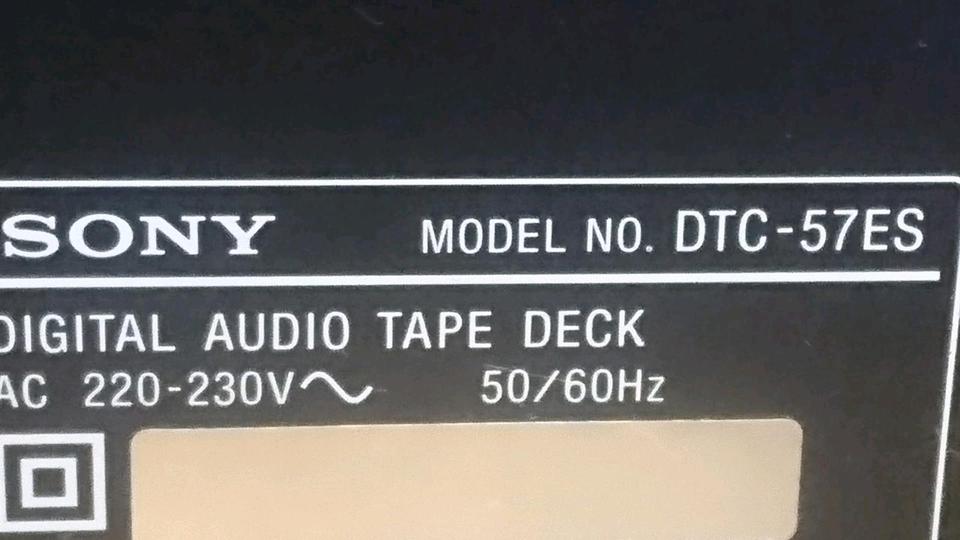 SONY MODEL NO. DTC-57ES
DIGITAL AUDIO TAPE DECK
AC 220-230V~ 50/60Hz